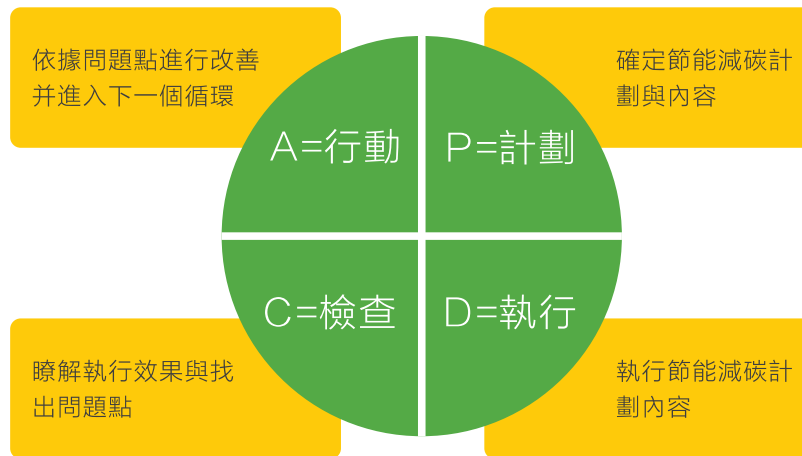 依據問題點進行改善
并進入下一個循環
確定節能減碳計
劃與內容
A=行動
P=計劃
C=檢查
D=執行
瞭解執行效果與找
出問題點
執行節能減碳計
劃內容